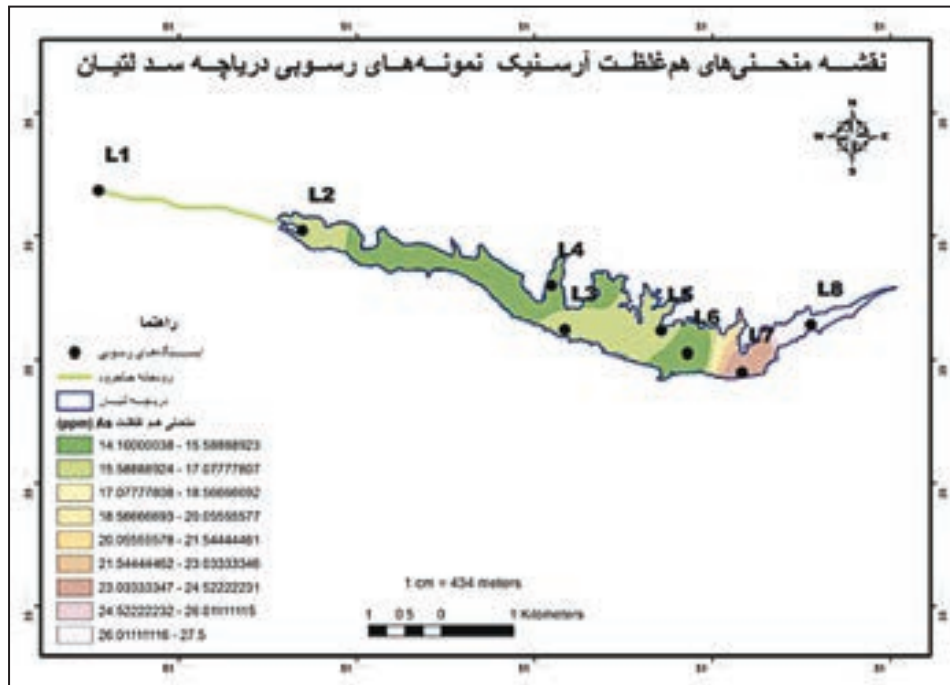 نقشه منحنی‌های هم‌غلظت آرسنیک نمونه‌های رسوبی دریاچه سد لتیان
N
W E
S
L1
L2
L4
L3
L5
L6
L8
L7
راهنما
ایستگاه‌های رسوبی
رودخانه جاجرود
دریاچه لتیان
منحنی هم غلظت As (ppm)
14.10000038 - 15.58888923
15.58888924 - 17.07777807
17.07777808 - 18.56666692
18.56666693 - 20.05555577
20.05555578 - 21.54444461
21.54444462 - 23.03333346
23.03333347 - 24.52222231
24.52222232 - 26.01111115
26.01111116 - 27.5
1 cm = 434 meters
1 0.5 0 1 Kilometers